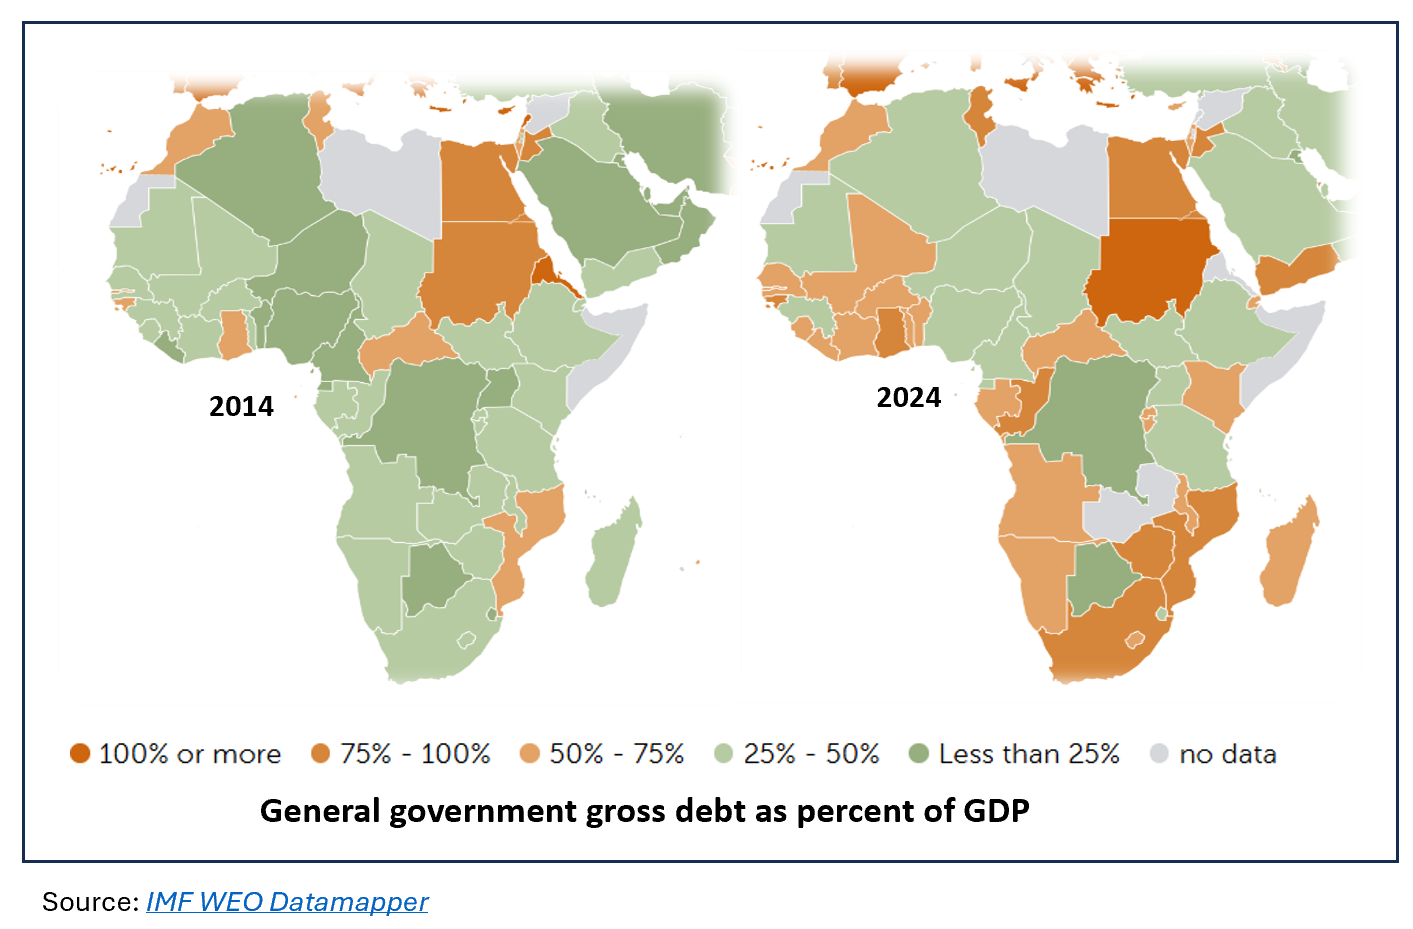 2014
2024
100% or more 75% - 100% 50% - 75% 25% - 50% Less than 25% no data
General government gross debt as percent of GDP
Source: IMF WEO Datamapper